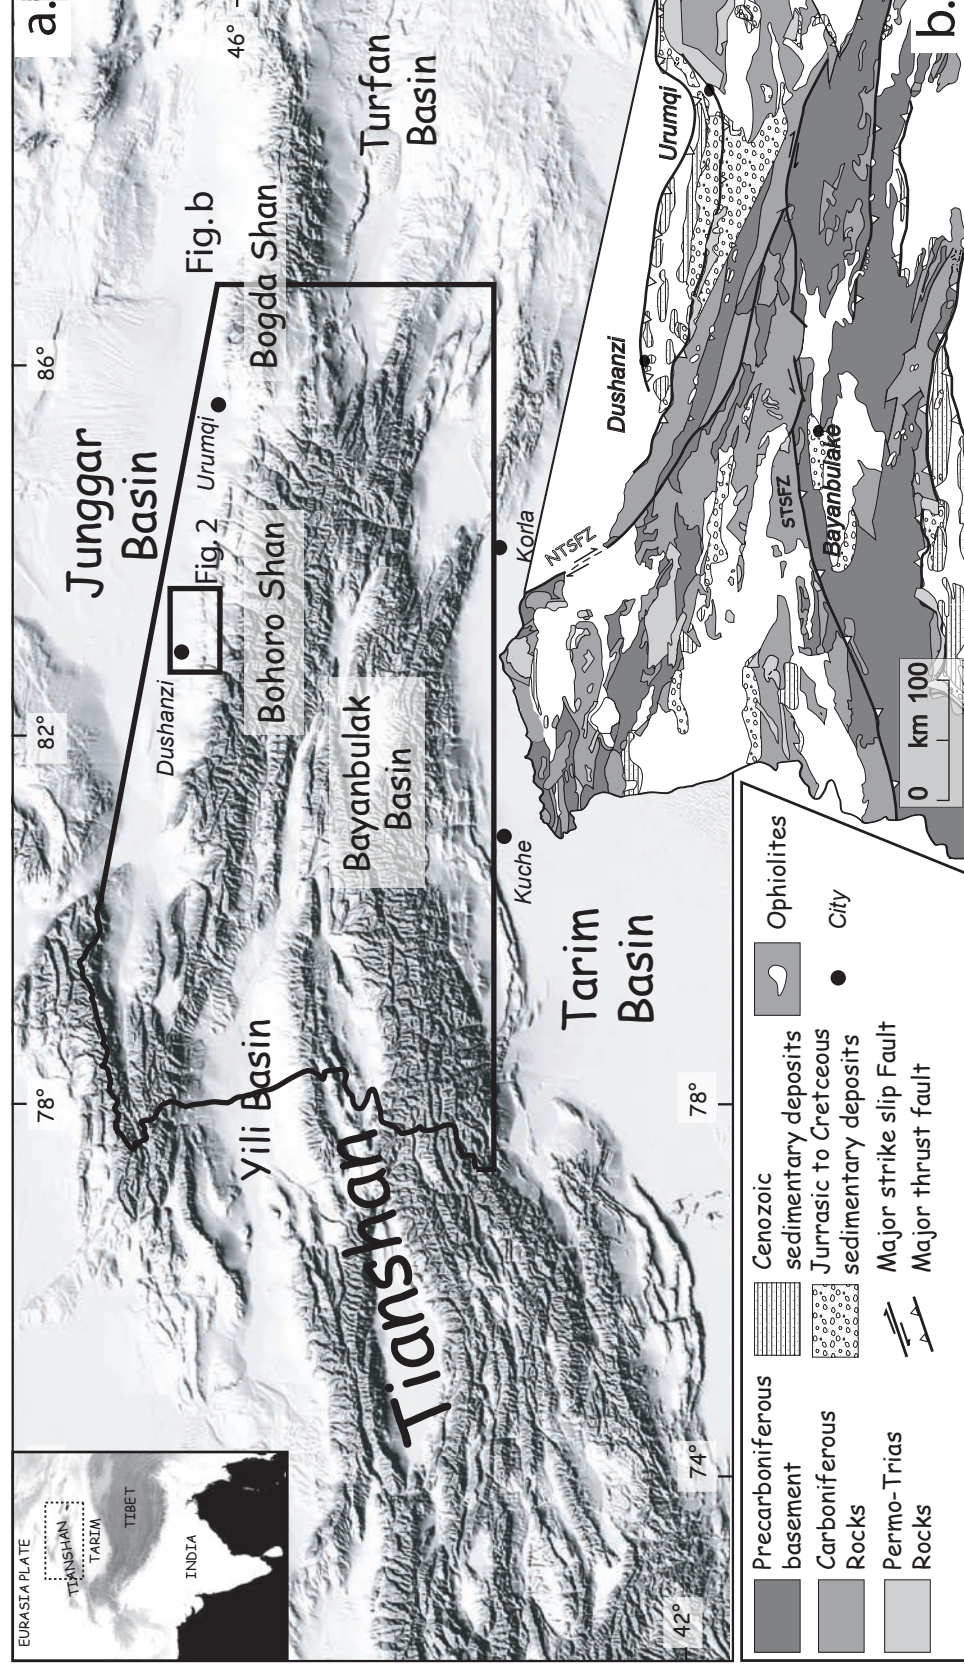 a.
46°
86°
82°
78°
EURASIA PLATE
TIANSHAN
TARIM
TIBET
INDIA
Junggar
Basin
Fig.b
Urumqi
Fig.2
Dushanzi
Bogda Shan
Bohoro Shan
Turfan
Basin
Yili Basin
Bayanbulak
Basin
Tianshan
Korla
Kuche
Tarim
Basin
42°
74°
78°
Precarboniferous
basement
Carboniferous
Rocks
Permo-Trias
Rocks
Cenozoic
sedimentary deposits
Jurrasic to Cretceous
sedimentary deposits
Major strike slip Fault
Major thrust fault
Ophiolites
City
b.
Urumqi
Dushanzi
NTSFZ
STSFZ
Bayanbulake
0 km 100